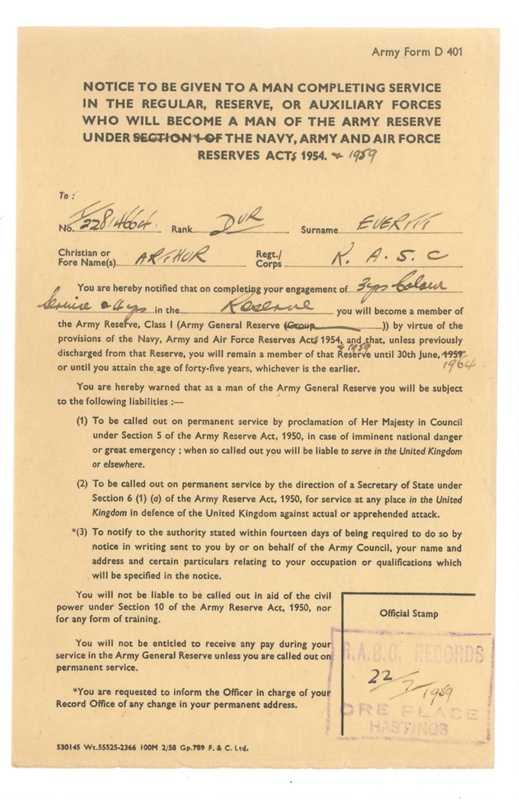 Army Form D 401
NOTICE TO BE GIVEN TO A MAN COMPLETING SERVICE
IN THE REGULAR, RESERVE, OR AUXILIARY FORCES
WHO WILL BECOME A MAN OF THE ARMY RESERVE
UNDER SECTION 1 OF THE NAVY, ARMY AND AIR FORCE
RESERVES ACTs 1954. & 1959
To:
No. T/22814664. Rank DVR Surname EVERITT
Christian or Fore Name(s) ARTHUR Regt./Corps R. A. S. C
You are hereby notified that on completing your engagement of 3yrs Colour
Service & 4yrs in the Reserve you will become a member of
the Army Reserve, Class I (Army General Reserve (Group )) by virtue of the
provisions of the Navy, Army and Air Force Reserves Acts 1954, and that, unless previously
& 1959
discharged from that Reserve, you will remain a member of that Reserve until 30th June, 1959
1964
or until you attain the age of forty-five years, whichever is the earlier.
You are hereby warned that as a man of the Army General Reserve you will be subject
to the following liabilities :—
(1) To be called out on permanent service by proclamation of Her Majesty in Council
under Section 5 of the Army Reserve Act, 1950, in case of imminent national danger
or great emergency ; when so called out you will be liable to serve in the United Kingdom
or elsewhere.
(2) To be called out on permanent service by the direction of a Secretary of State under
Section 6 (1) (a) of the Army Reserve Act, 1950, for service at any place in the United
Kingdom in defence of the United Kingdom against actual or apprehended attack.
*(3) To notify to the authority stated within fourteen days of being required to do so by
notice in writing sent to you by or on behalf of the Army Council, your name and
address and certain particulars relating to your occupation or qualifications which
will be specified in the notice.
You will not be liable to be called out in aid of the civil
power under Section 10 of the Army Reserve Act, 1950, nor
for any form of training.
You will not be entitled to receive any pay during your
service in the Army General Reserve unless you are called out on
permanent service.
*You are requested to inform the Officer in charge of your
Record Office of any change in your permanent address.
Official Stamp
R.A.S.C. RECORDS
22/ /1959
ORE PLACE
HASTINGS
S30145 Wt.55525-2366 100M 2/58 Gp.789 F. & C. Ltd.